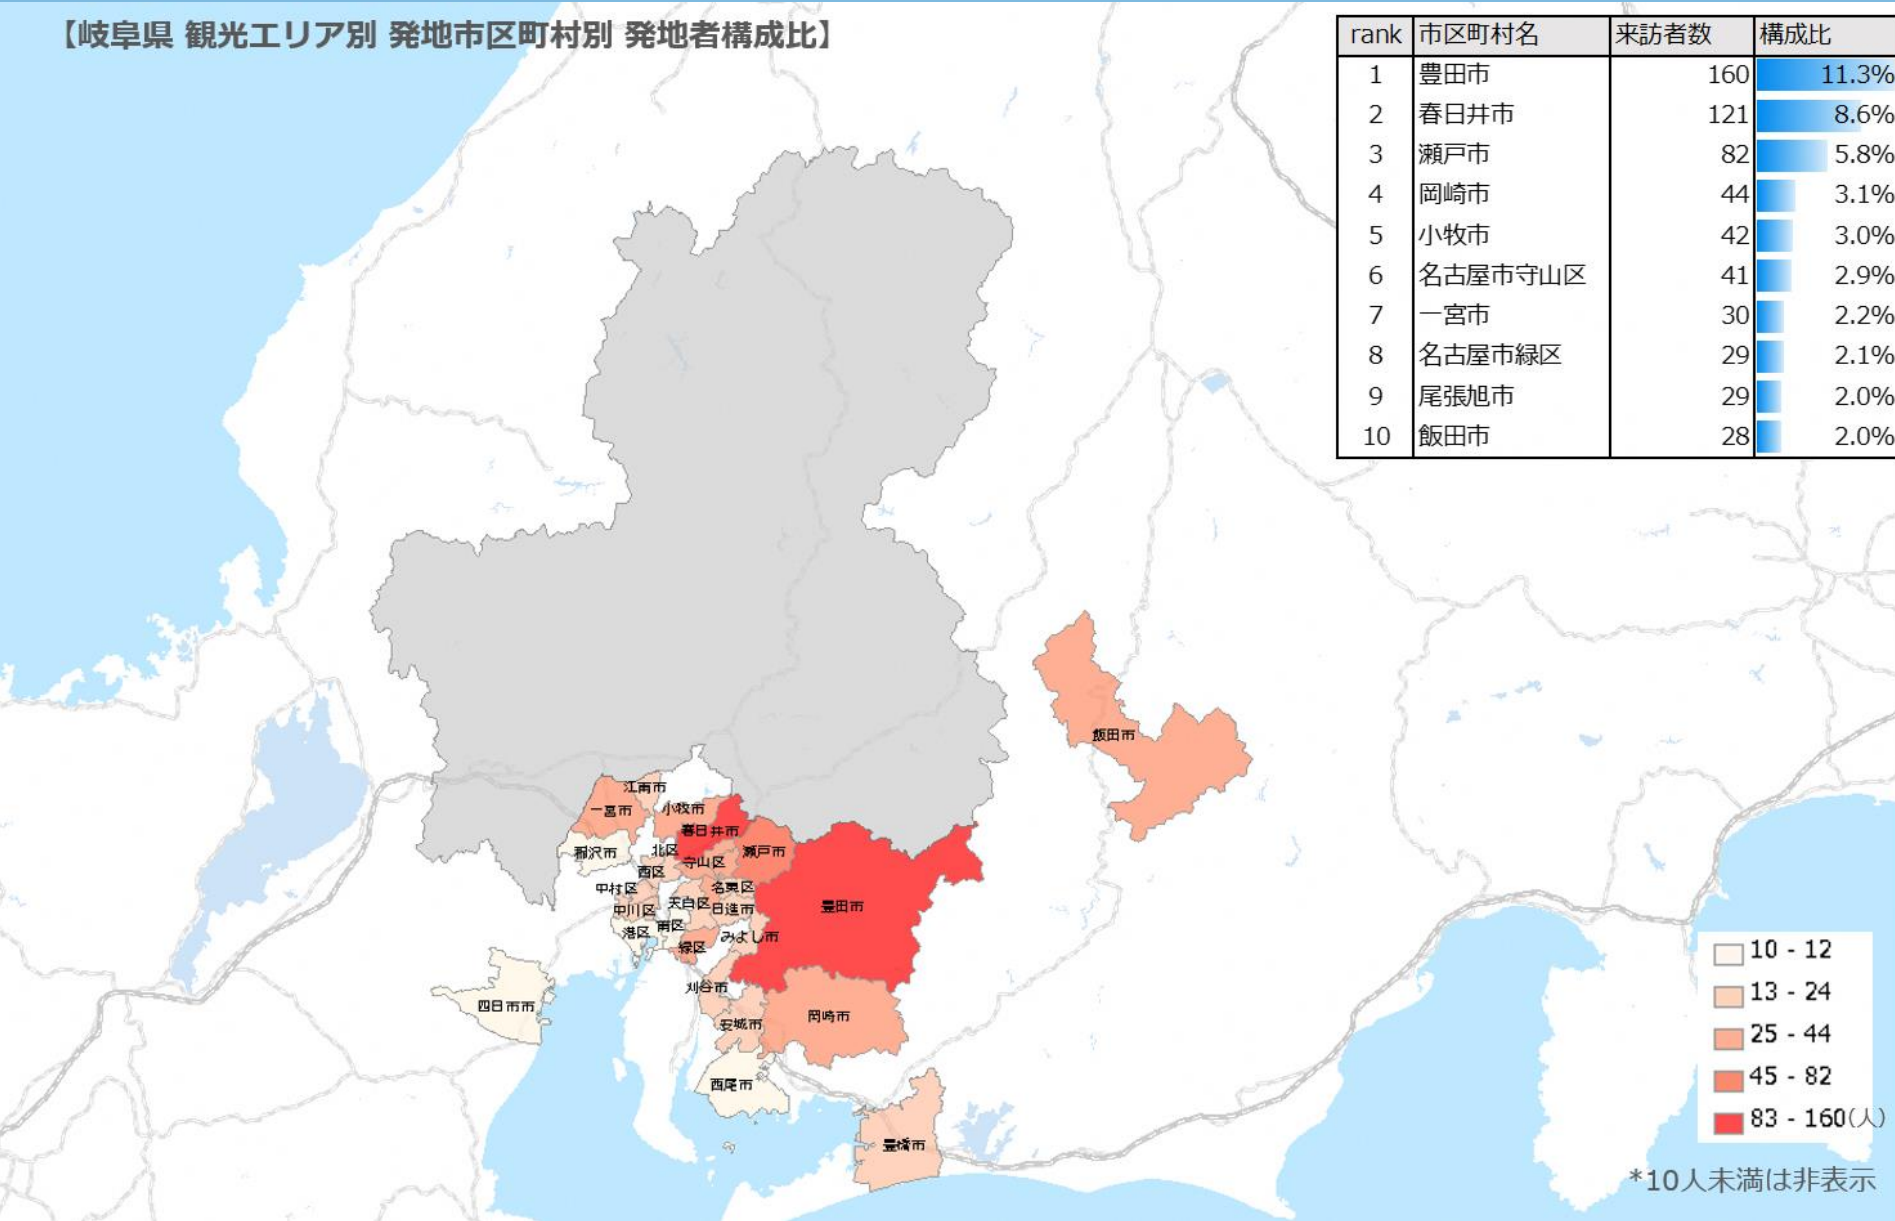 【岐阜県 観光エリア別 発地市区町村別 発地者構成比】
rank 市区町村名 来訪者数 構成比
1 豊田市 160 11.3%
2 春日井市 121 8.6%
3 瀬戸市 82 5.8%
4 岡崎市 44 3.1%
5 小牧市 42 3.0%
6 名古屋市守山区 41 2.9%
7 一宮市 30 2.2%
8 名古屋市緑区 29 2.1%
9 尾張旭市 29 2.0%
10 飯田市 28 2.0%
飯田市
江南市
一宮市
小牧市
春日井市
稲沢市
北区
守山区
瀬戸市
西区
中村区
名東区
天白区
日進市
中川区
豊田市
港区
南区
みよし市
緑区
刈谷市
四日市市
安城市
岡崎市
西尾市
豊橋市
10 - 12
13 - 24
25 - 44
45 - 82
83 - 160(人)
*10人未満は非表示